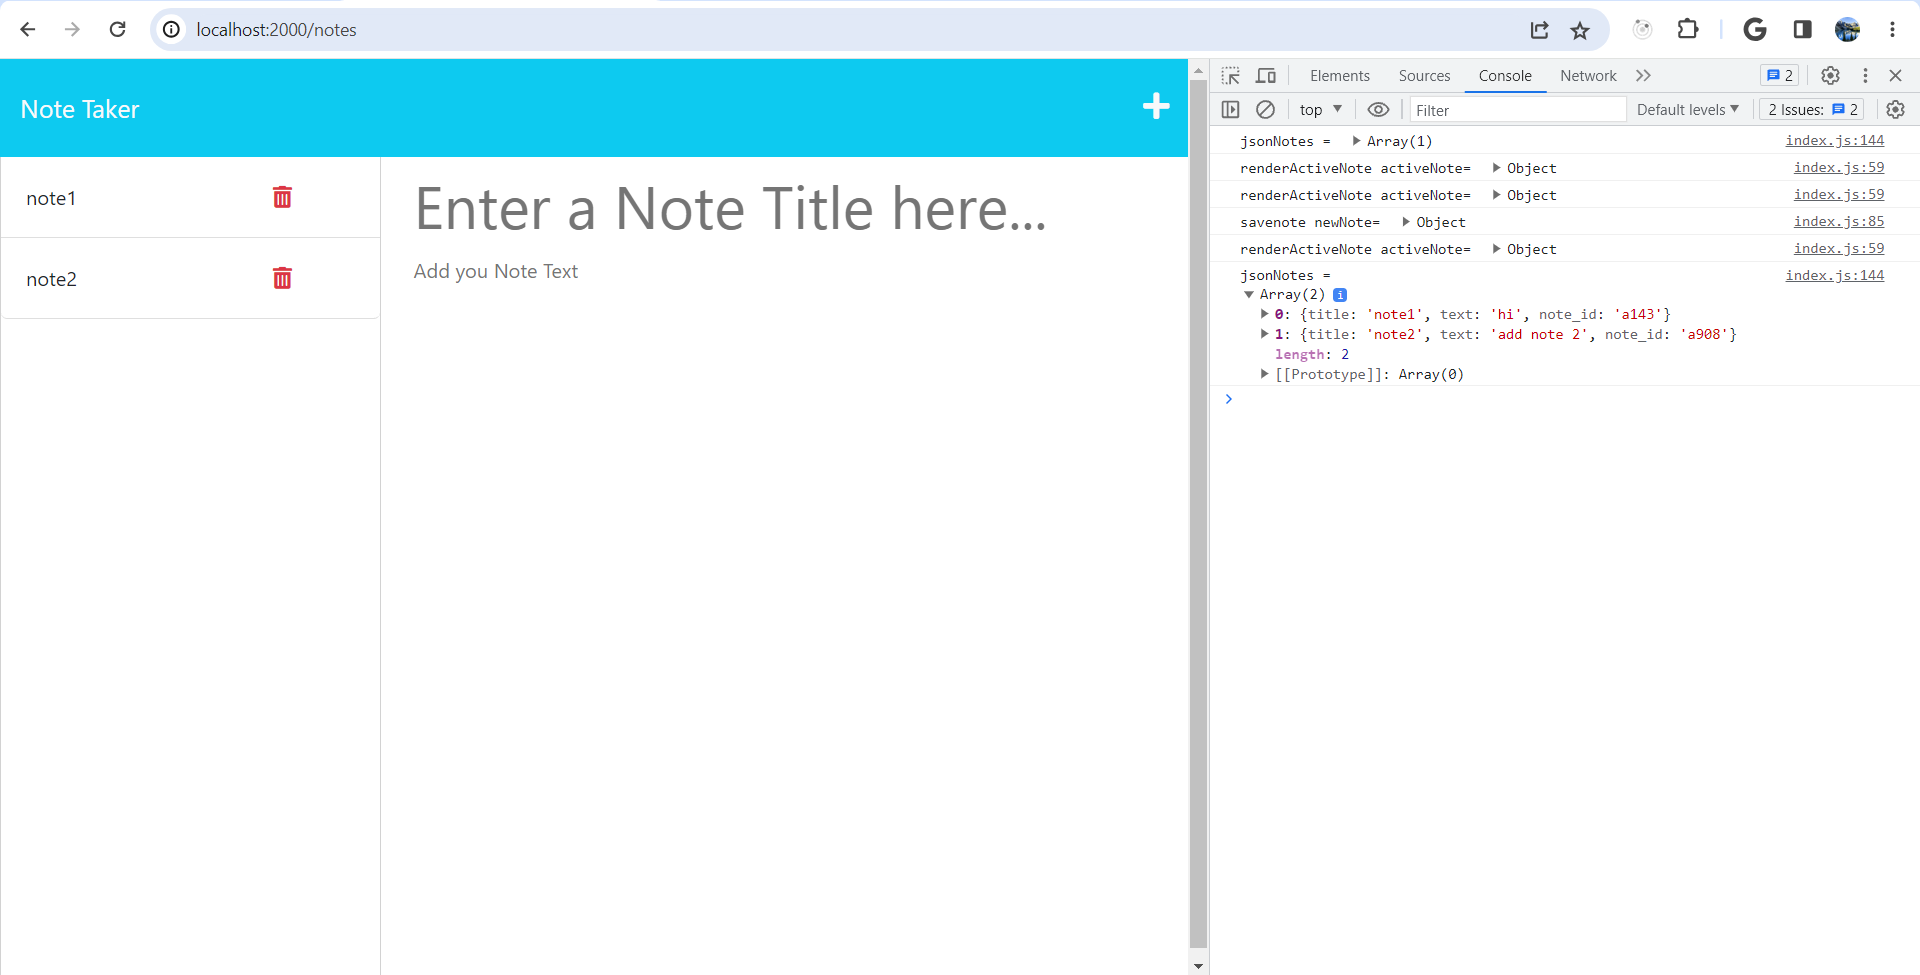 localhost:2000/notes
Note Taker
note1
note2
Enter a Note Title here...
Add you Note Text
Elements Sources Console Network 2
top Filter Default levels 2 Issues: 2
jsonNotes = Array(1) index.js:144
renderActiveNote activeNote= Object index.js:59
renderActiveNote activeNote= Object index.js:59
savenote newNote= Object index.js:85
renderActiveNote activeNote= Object index.js:59
jsonNotes = index.js:144
Array(2) i
0: {title: 'note1', text: 'hi', note_id: 'a143'}
1: {title: 'note2', text: 'add note 2', note_id: 'a908'}
length: 2
[[Prototype]]: Array(0)